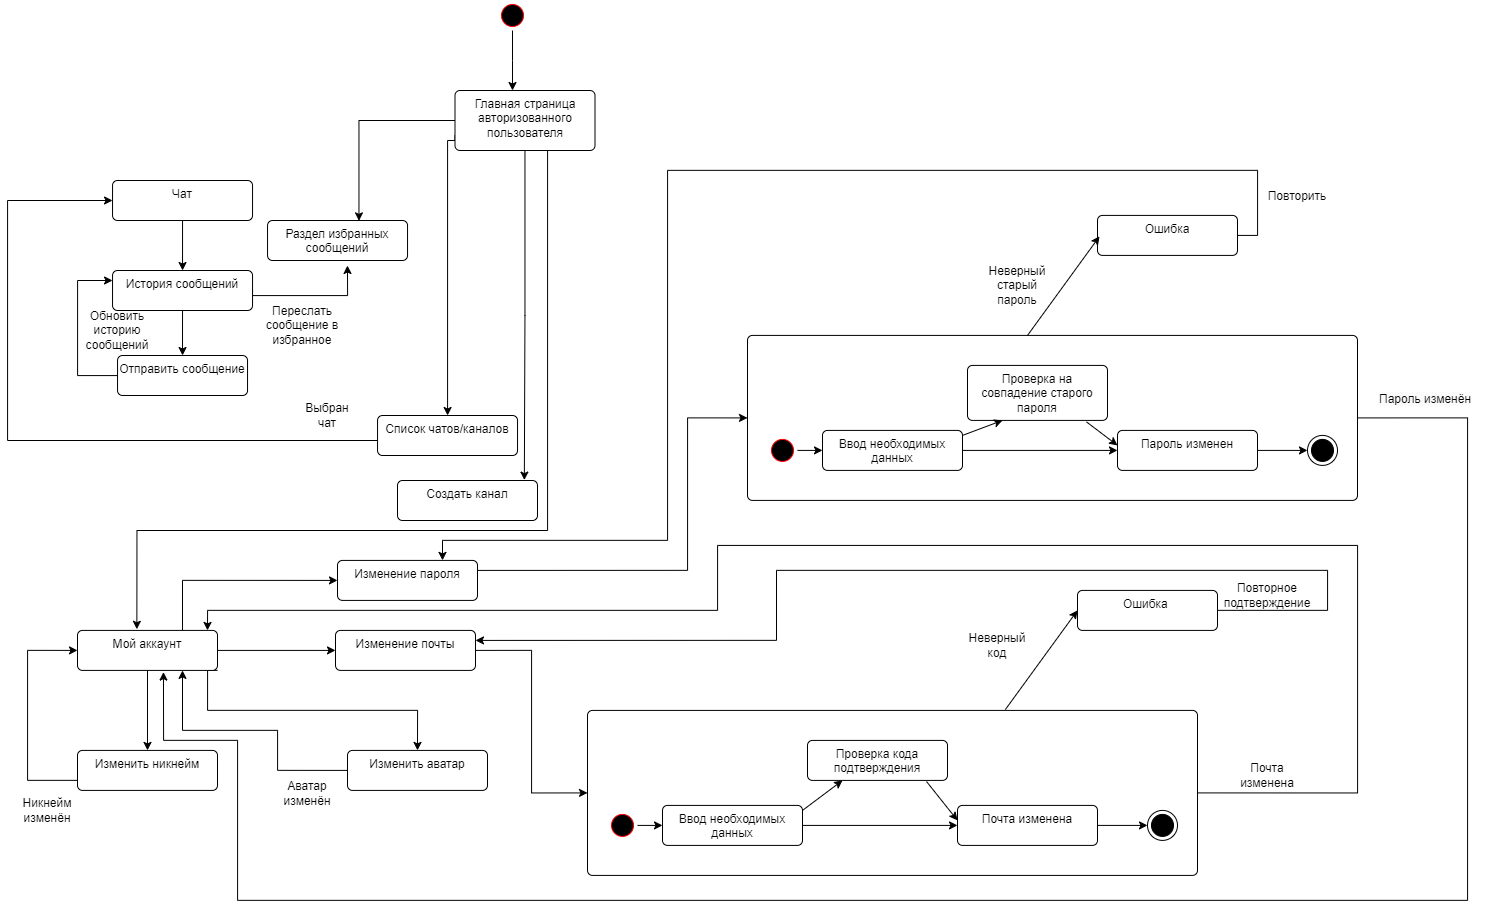 Главная страница
авторизованного
пользователя
Чат
Раздел избранных
сообщений
История сообщений
Переслать
сообщение в
избранное
Обновить
историю
сообщений
Отправить сообщение
Выбран
чат
Список чатов/каналов
Создать канал
Повторить
Ошибка
Неверный
старый
пароль
Проверка на
совпадение старого
пароля
Ввод необходимых
данных
Пароль изменен
Пароль изменён
Изменение пароля
Мой аккаунт
Изменение почты
Повторное
подтверждение
Ошибка
Неверный
код
Изменить никнейм
Никнейм
изменён
Изменить аватар
Аватар
изменён
Проверка кода
подтверждения
Ввод необходимых
данных
Почта изменена
Почта
изменена